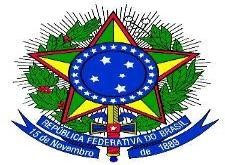 REPÚBLICA FEDERATIVA DO BRASIL
15 de Novembro de 1889